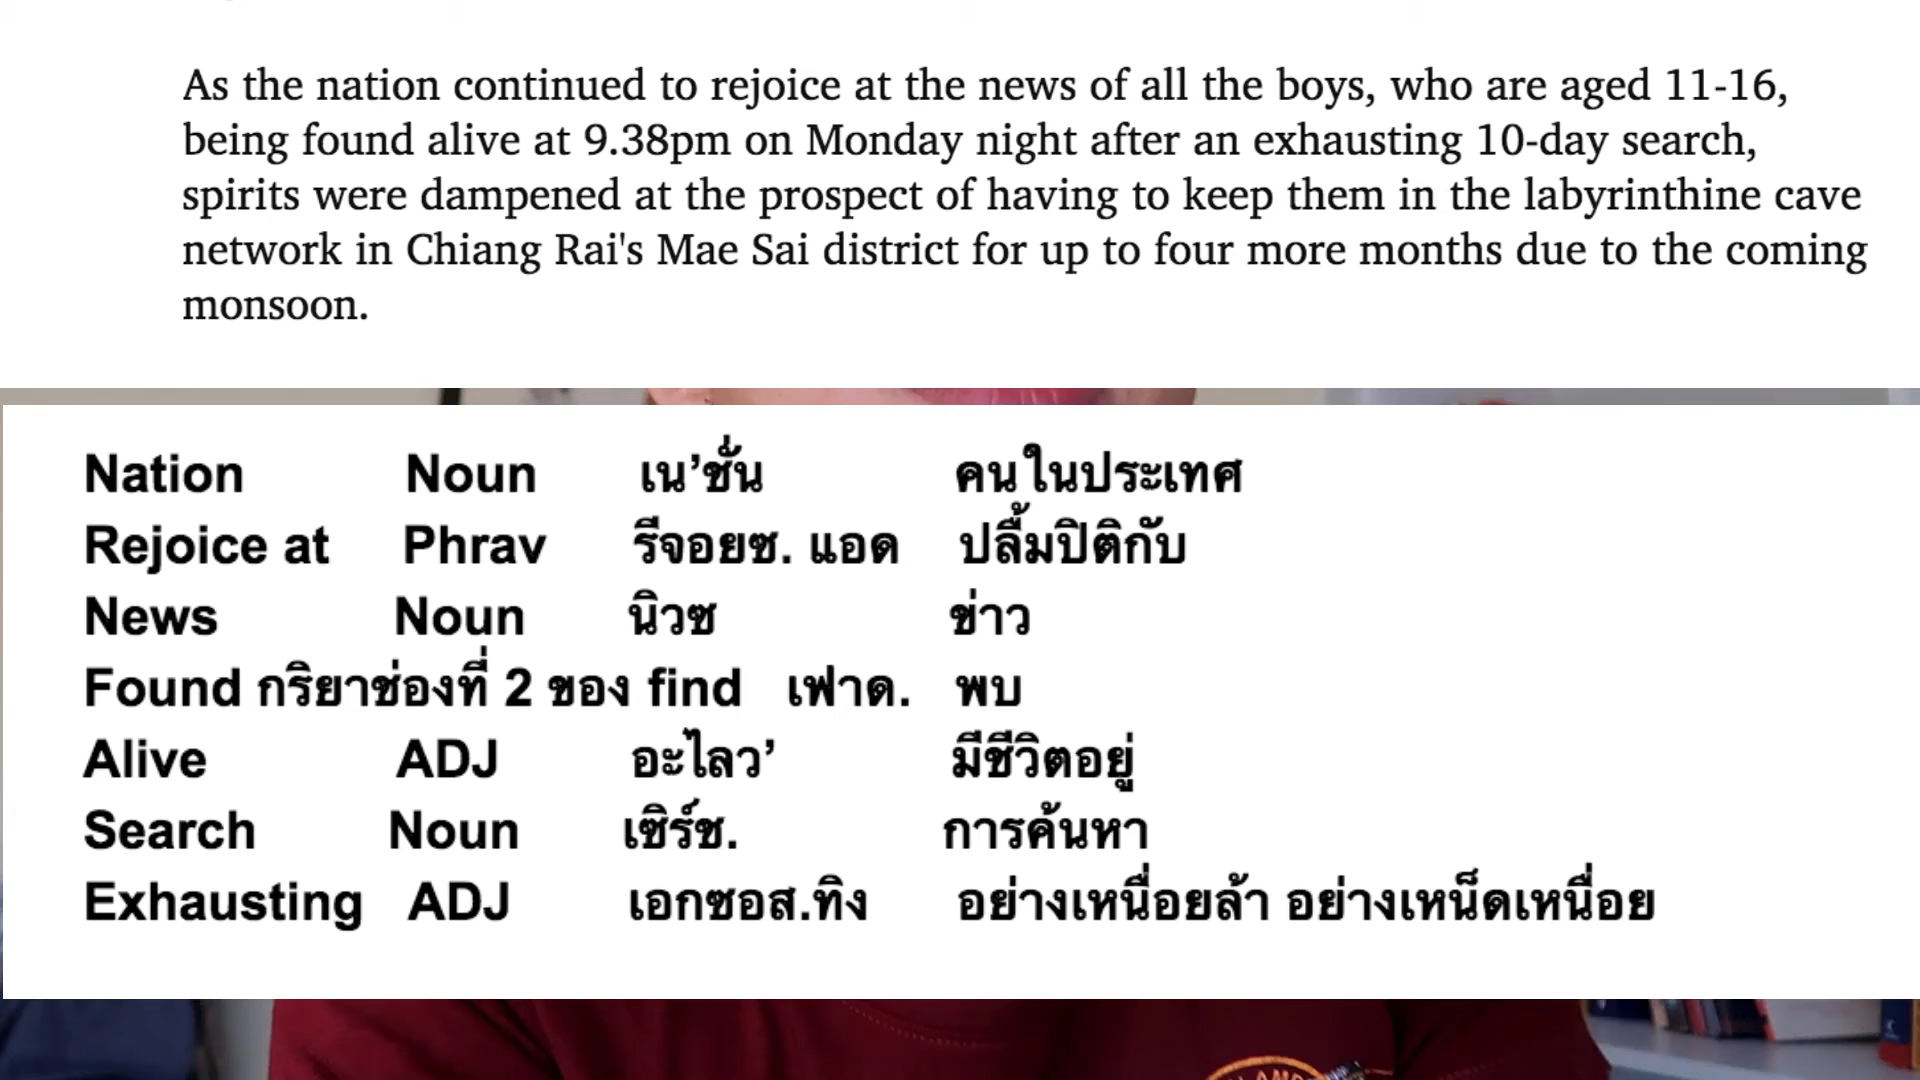 As the nation continued to rejoice at the news of all the boys, who are aged 11-16,
being found alive at 9.38pm on Monday night after an exhausting 10-day search,
spirits were dampened at the prospect of having to keep them in the labyrinthine cave
network in Chiang Rai's Mae Sai district for up to four more months due to the coming
monsoon.
Nation Noun เน’ชั่น คนในประเทศ
Rejoice at Phrav รีจอยซ. แอด ปลื้มปิติกับ
News Noun นิวซ ข่าว
Found กริยาช่องที่ 2 ของ find เฟาด. พบ
Alive ADJ อะไลว’ มีชีวิตอยู่
Search Noun เซิร์ช. การค้นหา
Exhausting ADJ เอกซอส.ทิง อย่างเหนื่อยล้า อย่างเหน็ดเหนื่อย